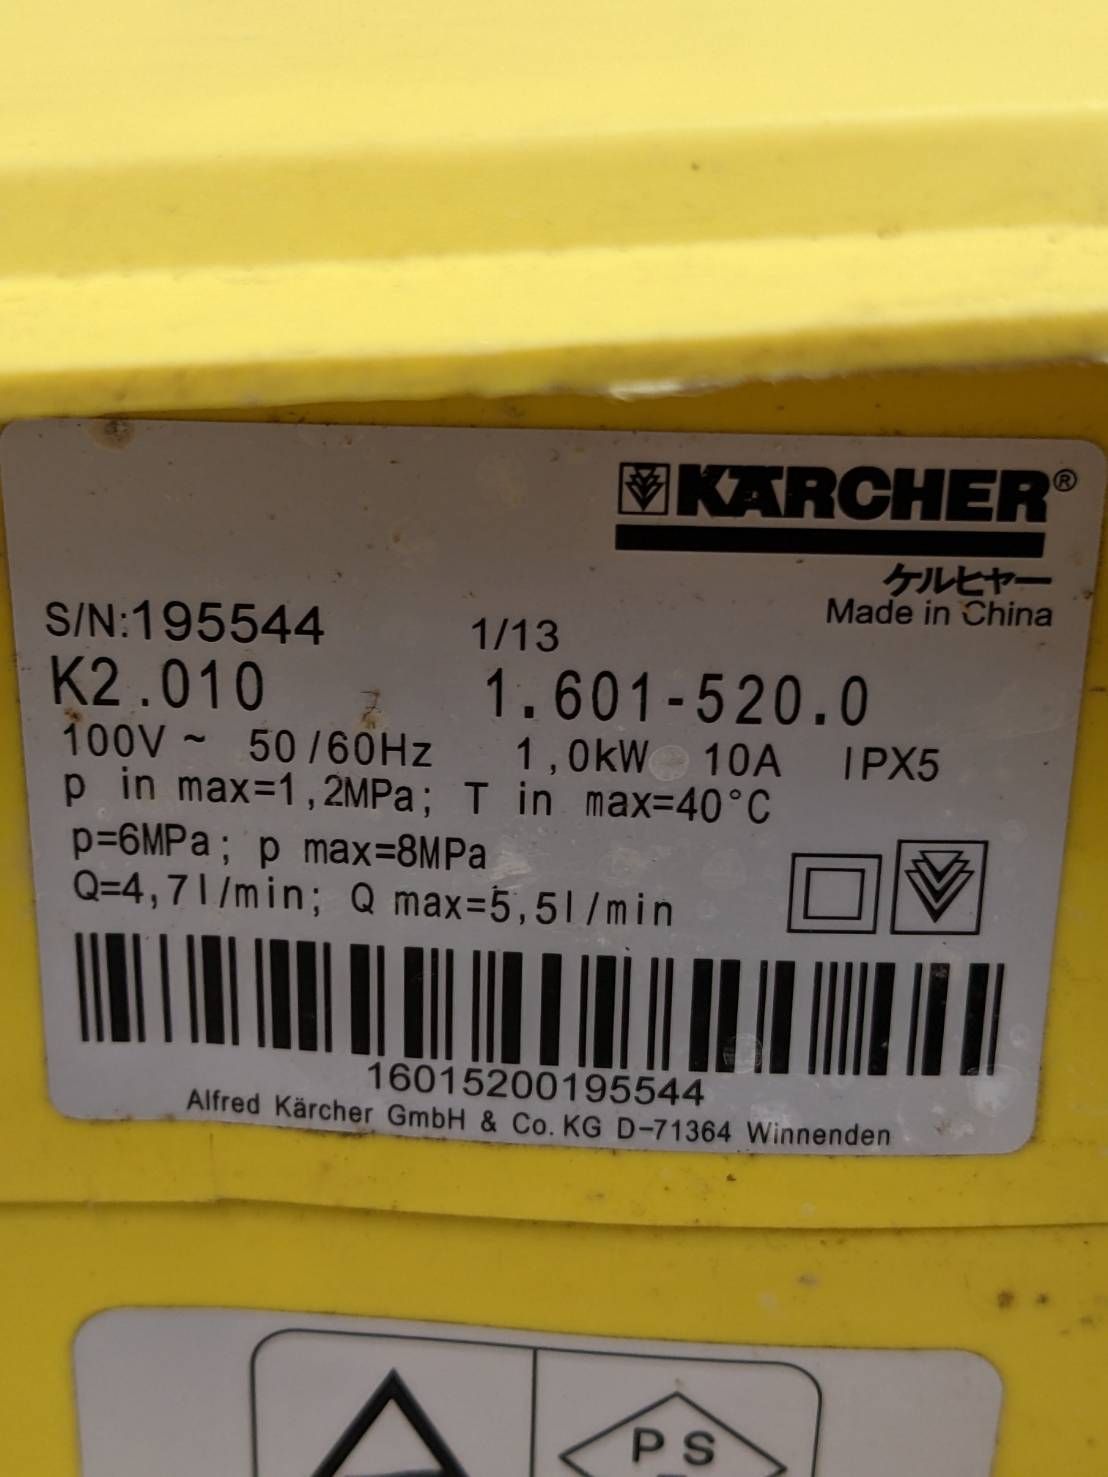 KÄRCHER®
ケルヒャー
Made in China
S/N:195544 1/13
K2.010 1.601-520.0
100V ~ 50/60Hz 1,0kW 10A IPX5
p in max=1,2MPa; T in max=40°C
p=6MPa; p max=8MPa
Q=4,7l/min; Q max=5,5l/min
16015200195544
Alfred Kärcher GmbH & Co. KG D-71364 Winnenden
P S